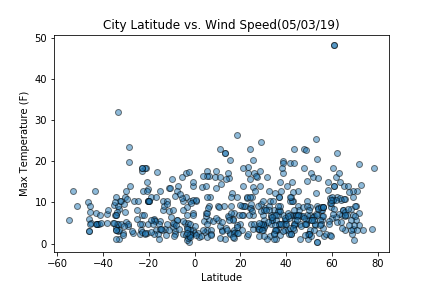 City Latitude vs. Wind Speed(05/03/19)
50
40
30
20
10
0
Max Temperature (F)
−60 −40 −20 0 20 40 60 80
Latitude